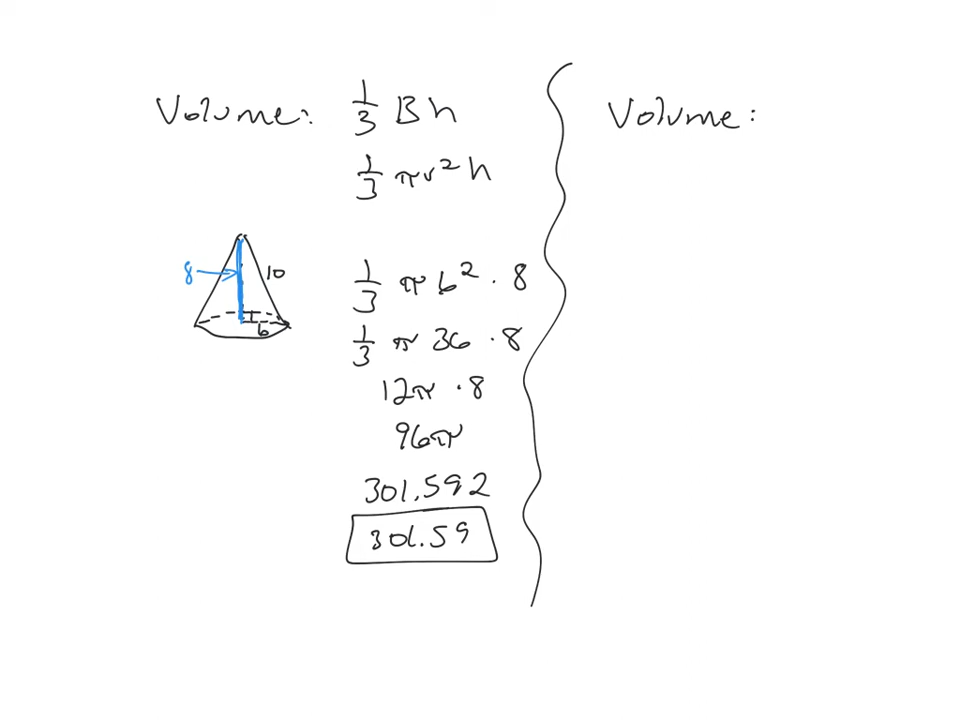 Volume: 1/3 Bh
1/3 πr²h
8
10
6
1/3 π6² · 8
1/3 π 36 · 8
12π · 8
96π
301.592
301.59
Volume: